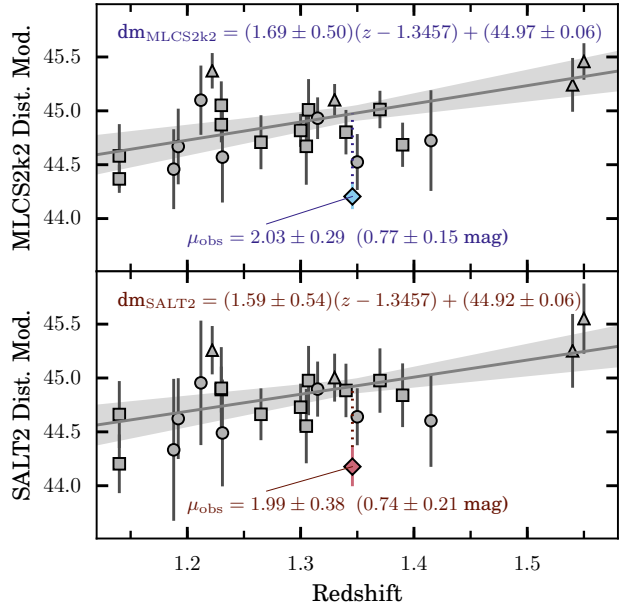 dm_MLCS2k2 = (1.69 ± 0.50)(z − 1.3457) + (44.97 ± 0.06)
45.5
45.0
44.5
44.0
MLCS2k2 Dist. Mod.
μ_obs = 2.03 ± 0.29 (0.77 ± 0.15 mag)
dm_SALT2 = (1.59 ± 0.54)(z − 1.3457) + (44.92 ± 0.06)
45.5
45.0
44.5
44.0
SALT2 Dist. Mod.
μ_obs = 1.99 ± 0.38 (0.74 ± 0.21 mag)
1.2 1.3 1.4 1.5
Redshift